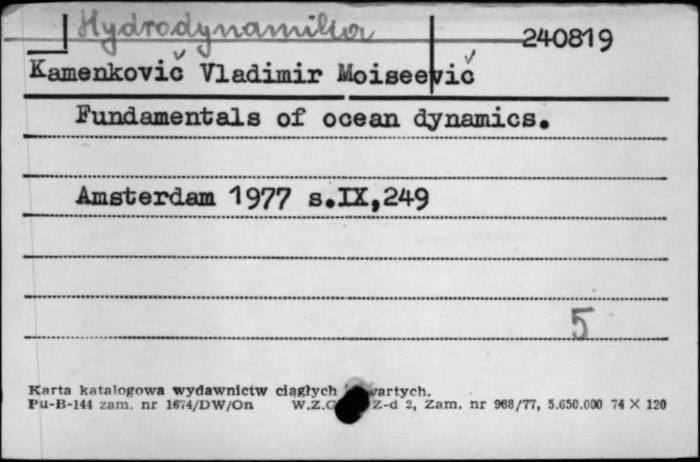 Hydrodynamika 240819
Kamenkovič Vladimir Moiseevič
Fundamentals of ocean dynamics.
Amsterdam 1977 s.IX,249
5
Karta katalogowa wydawnictw ciągłych wartych.
Pu-B-144 zam. nr 1674/DW/On W.Z.G Z-d 2, Zam. nr 968/77, 5.650.000 74 X 120